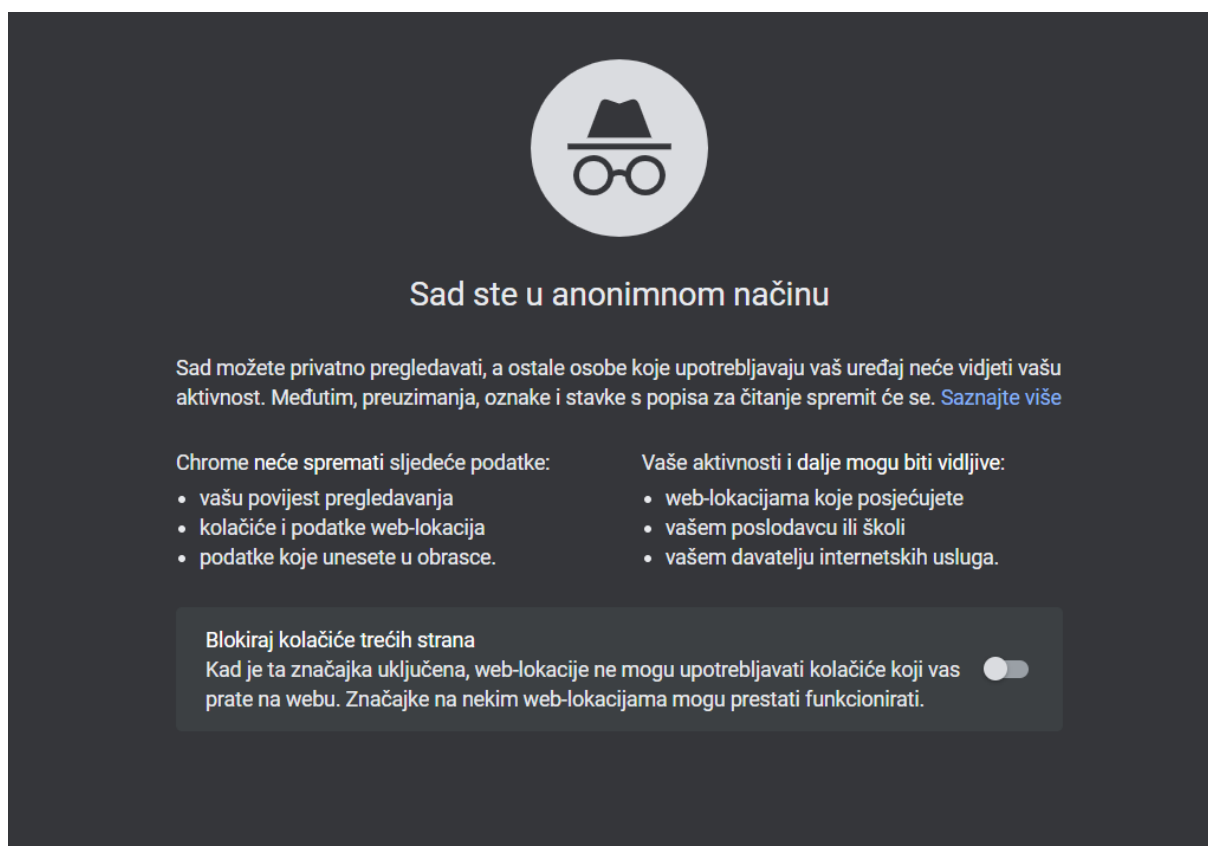 Sad ste u anonimnom načinu
Sad možete privatno pregledavati, a ostale osobe koje upotrebljavaju vaš uređaj neće vidjeti vašu
aktivnost. Međutim, preuzimanja, oznake i stavke s popisa za čitanje spremit će se. Saznajte više
Chrome neće spremati sljedeće podatke:
• vašu povijest pregledavanja
• kolačiće i podatke web-lokacija
• podatke koje unesete u obrasce.
Vaše aktivnosti i dalje mogu biti vidljive:
• web-lokacijama koje posjećujete
• vašem poslodavcu ili školi
• vašem davatelju internetskih usluga.
Blokiraj kolačiće trećih strana
Kad je ta značajka uključena, web-lokacije ne mogu upotrebljavati kolačiće koji vas
prate na webu. Značajke na nekim web-lokacijama mogu prestati funkcionirati.